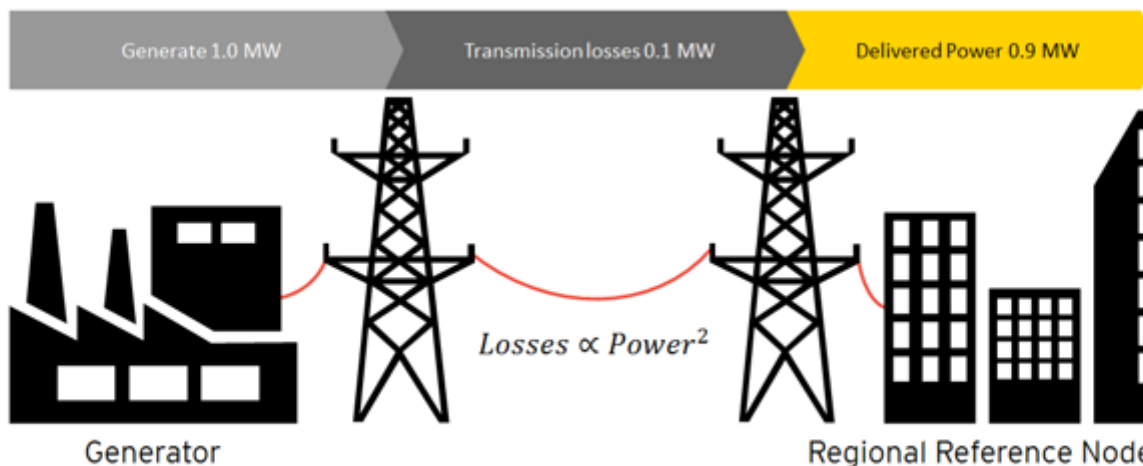 Generate 1.0 MW
Transmission losses 0.1 MW
Delivered Power 0.9 MW
Losses ∝ Power²
Generator
Regional Reference Node